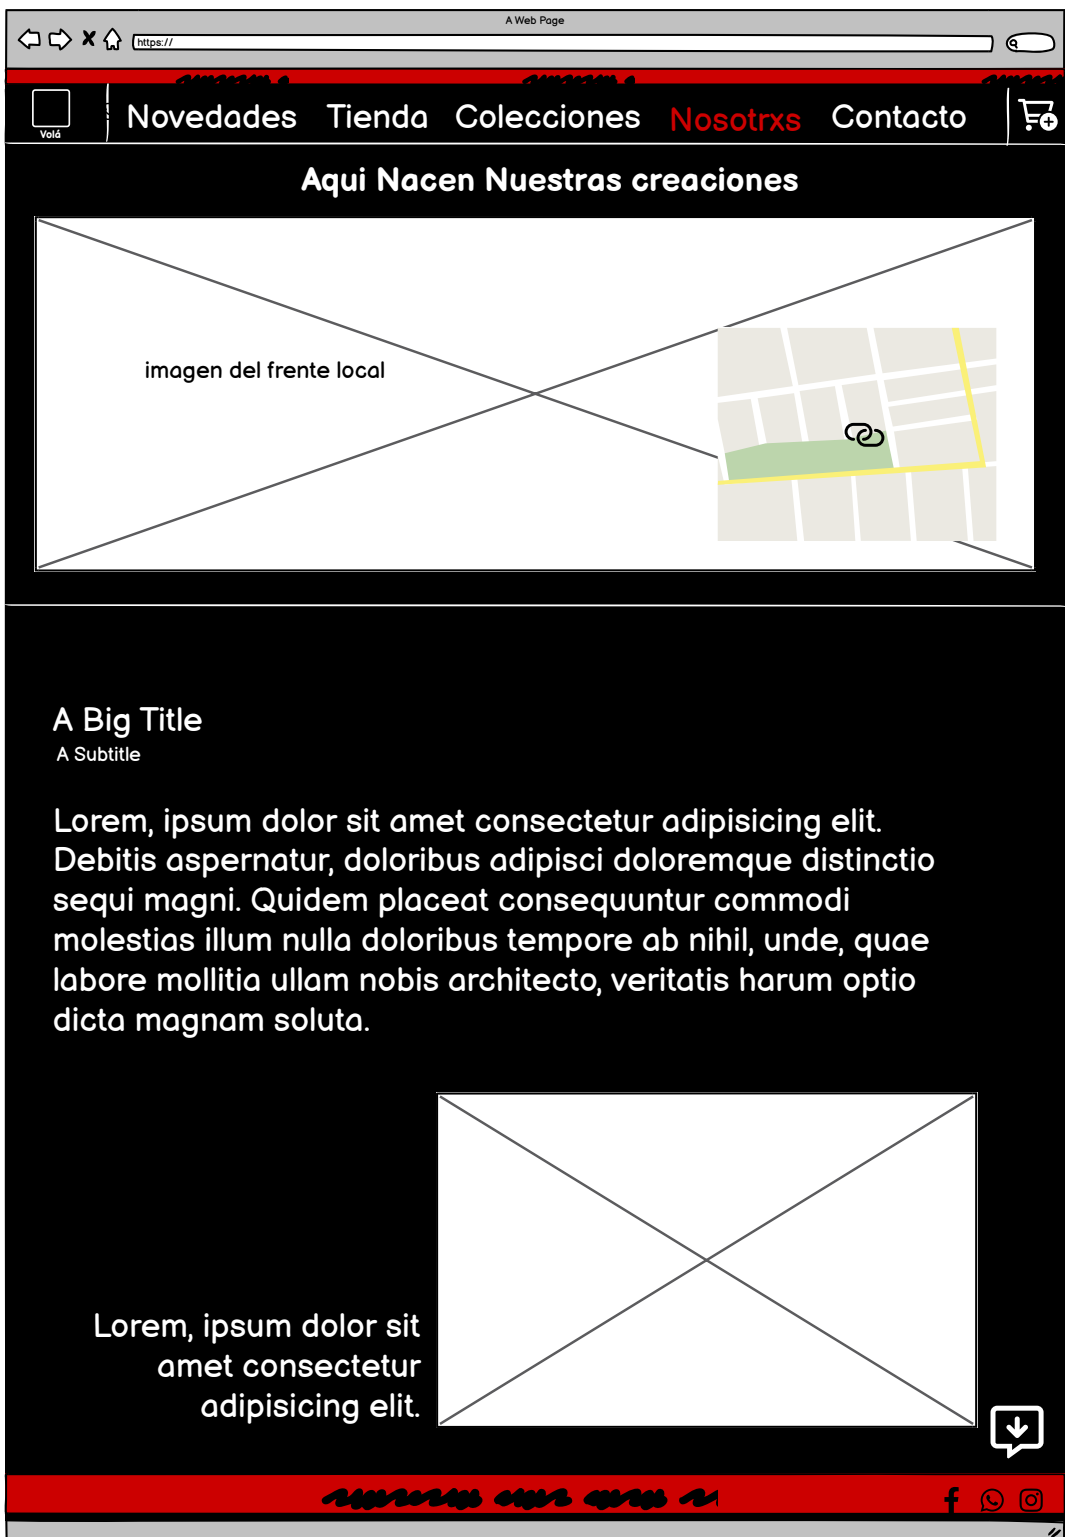 A Web Page
https://
Volá
Novedades Tienda Colecciones Nosotrxs Contacto
Aqui Nacen Nuestras creaciones
imagen del frente local
A Big Title
A Subtitle
Lorem, ipsum dolor sit amet consectetur adipisicing elit.
Debitis aspernatur, doloribus adipisci doloremque distinctio
sequi magni. Quidem placeat consequuntur commodi
molestias illum nulla doloribus tempore ab nihil, unde, quae
labore mollitia ullam nobis architecto, veritatis harum optio
dicta magnam soluta.
Lorem, ipsum dolor sit
amet consectetur
adipisicing elit.